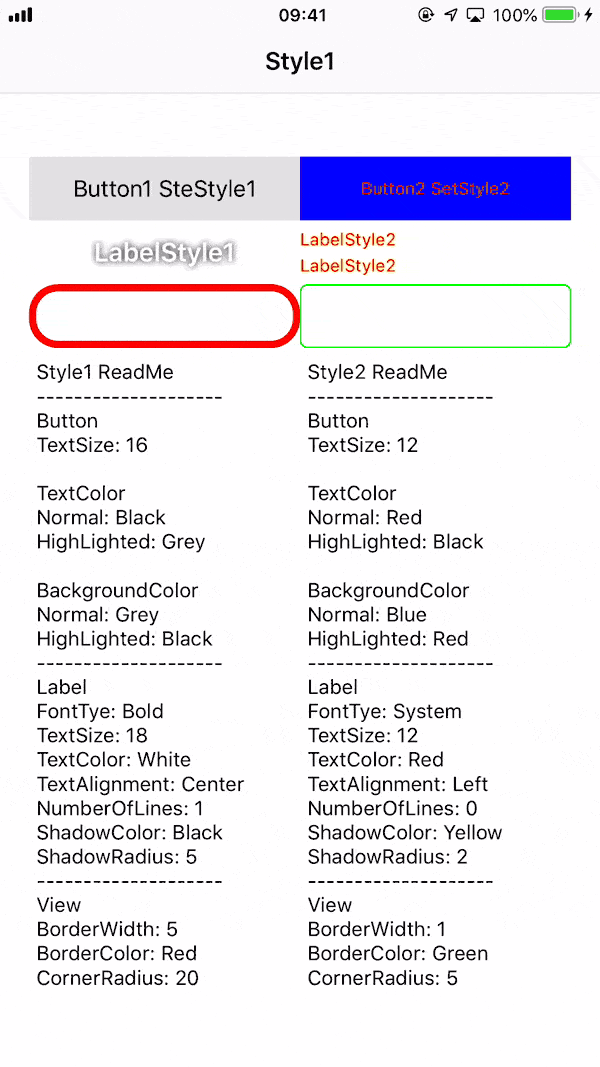 09:41
100%
Style1
Button1 SteStyle1
Button2 SetStyle2
LabelStyle1
LabelStyle2
LabelStyle2
Style1 ReadMe
--------------------
Button
TextSize: 16
TextColor
Normal: Black
HighLighted: Grey
BackgroundColor
Normal: Grey
HighLighted: Black
--------------------
Label
FontTye: Bold
TextSize: 18
TextColor: White
TextAlignment: Center
NumberOfLines: 1
ShadowColor: Black
ShadowRadius: 5
--------------------
View
BorderWidth: 5
BorderColor: Red
CornerRadius: 20
Style2 ReadMe
--------------------
Button
TextSize: 12
TextColor
Normal: Red
HighLighted: Black
BackgroundColor
Normal: Blue
HighLighted: Red
--------------------
Label
FontTye: System
TextSize: 12
TextColor: Red
TextAlignment: Left
NumberOfLines: 0
ShadowColor: Yellow
ShadowRadius: 2
--------------------
View
BorderWidth: 1
BorderColor: Green
CornerRadius: 5